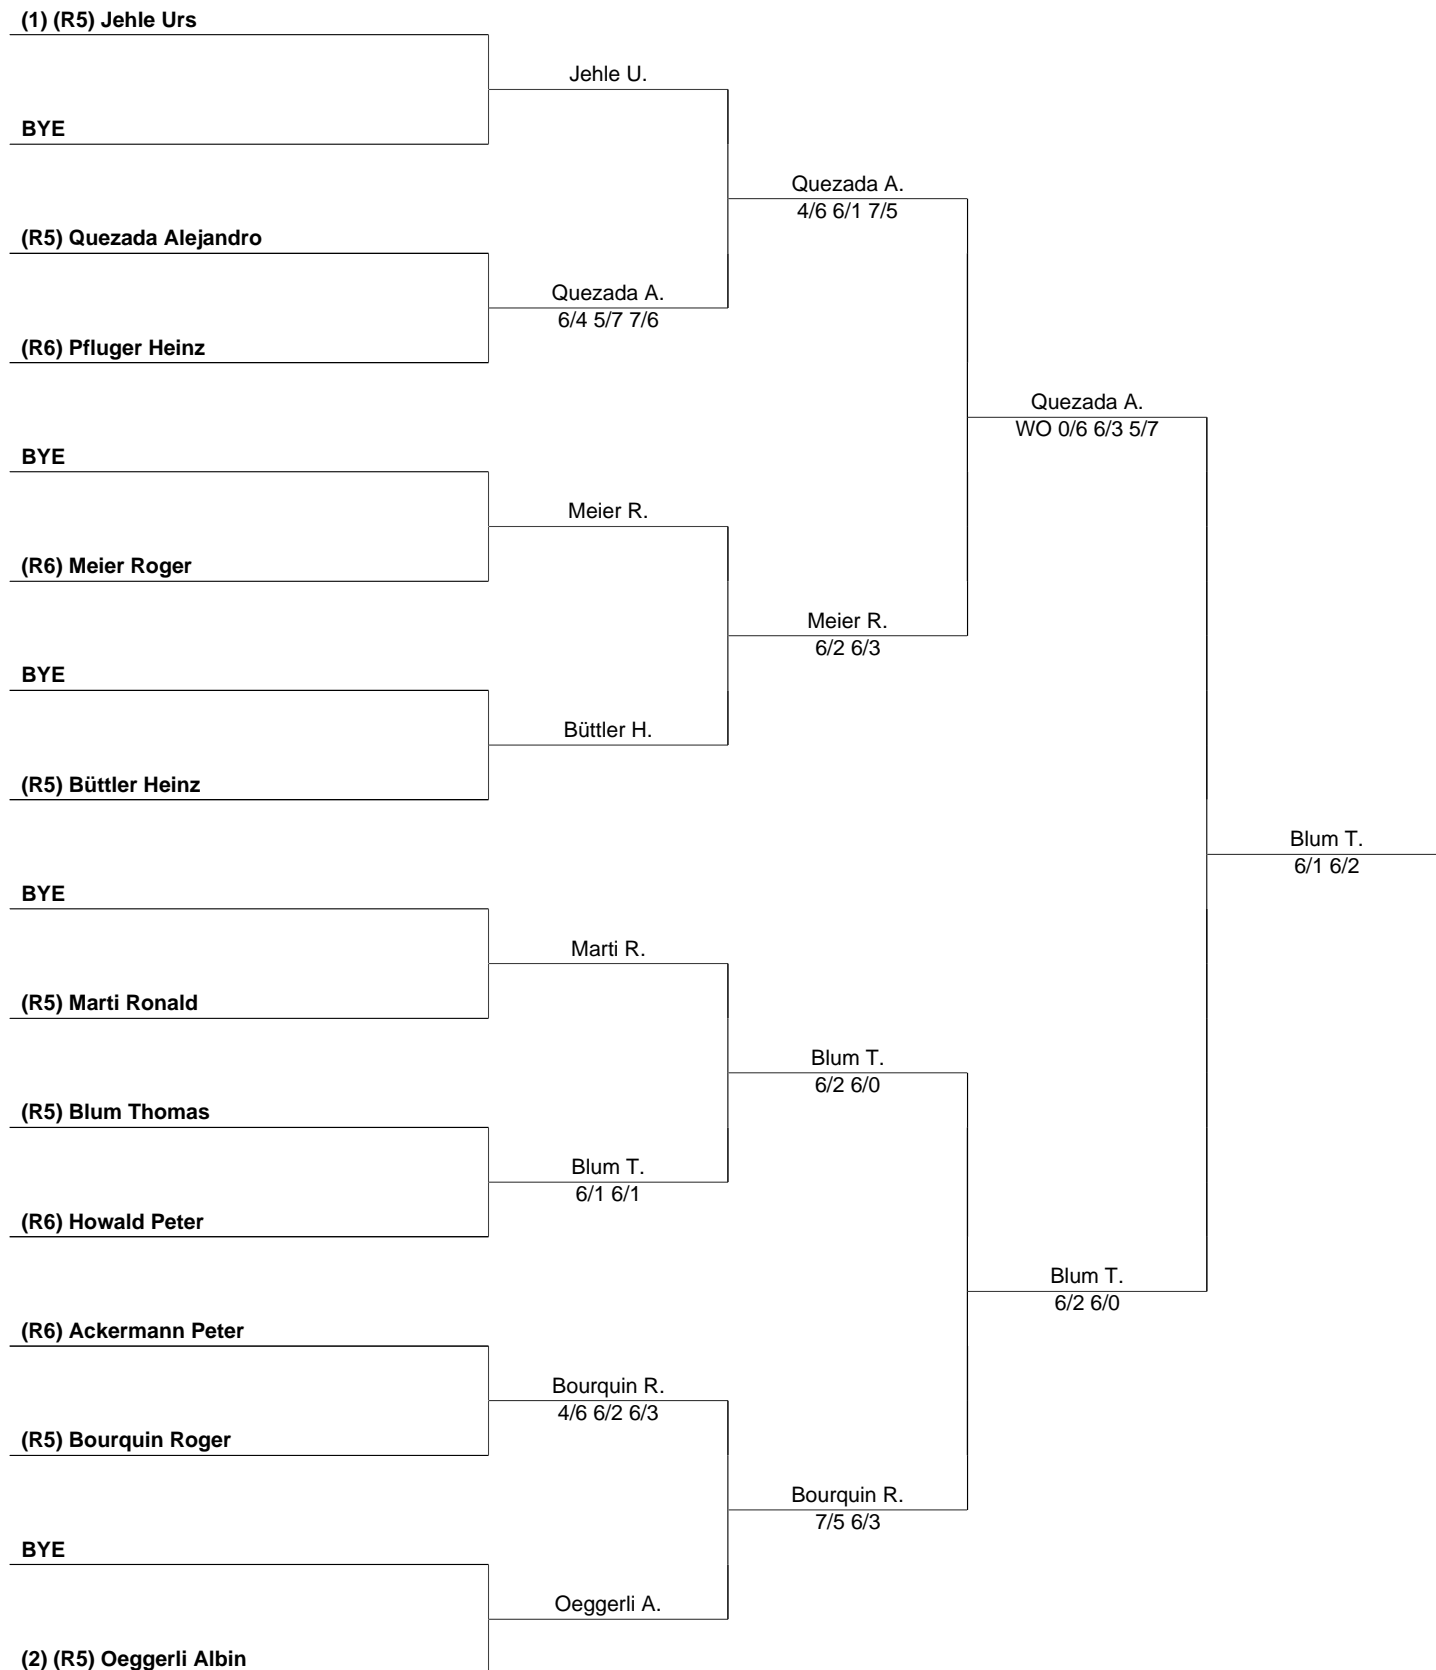 (1) (R5) Jehle Urs
Jehle U.
BYE
Quezada A.
4/6 6/1 7/5
(R5) Quezada Alejandro
Quezada A.
6/4 5/7 7/6
(R6) Pfluger Heinz
Quezada A.
WO 0/6 6/3 5/7
BYE
Meier R.
(R6) Meier Roger
Meier R.
6/2 6/3
BYE
Büttler H.
(R5) Büttler Heinz
Blum T.
6/1 6/2
BYE
Marti R.
(R5) Marti Ronald
Blum T.
6/2 6/0
(R5) Blum Thomas
Blum T.
6/1 6/1
(R6) Howald Peter
Blum T.
6/2 6/0
(R6) Ackermann Peter
Bourquin R.
4/6 6/2 6/3
(R5) Bourquin Roger
Bourquin R.
7/5 6/3
BYE
Oeggerli A.
(2) (R5) Oeggerli Albin